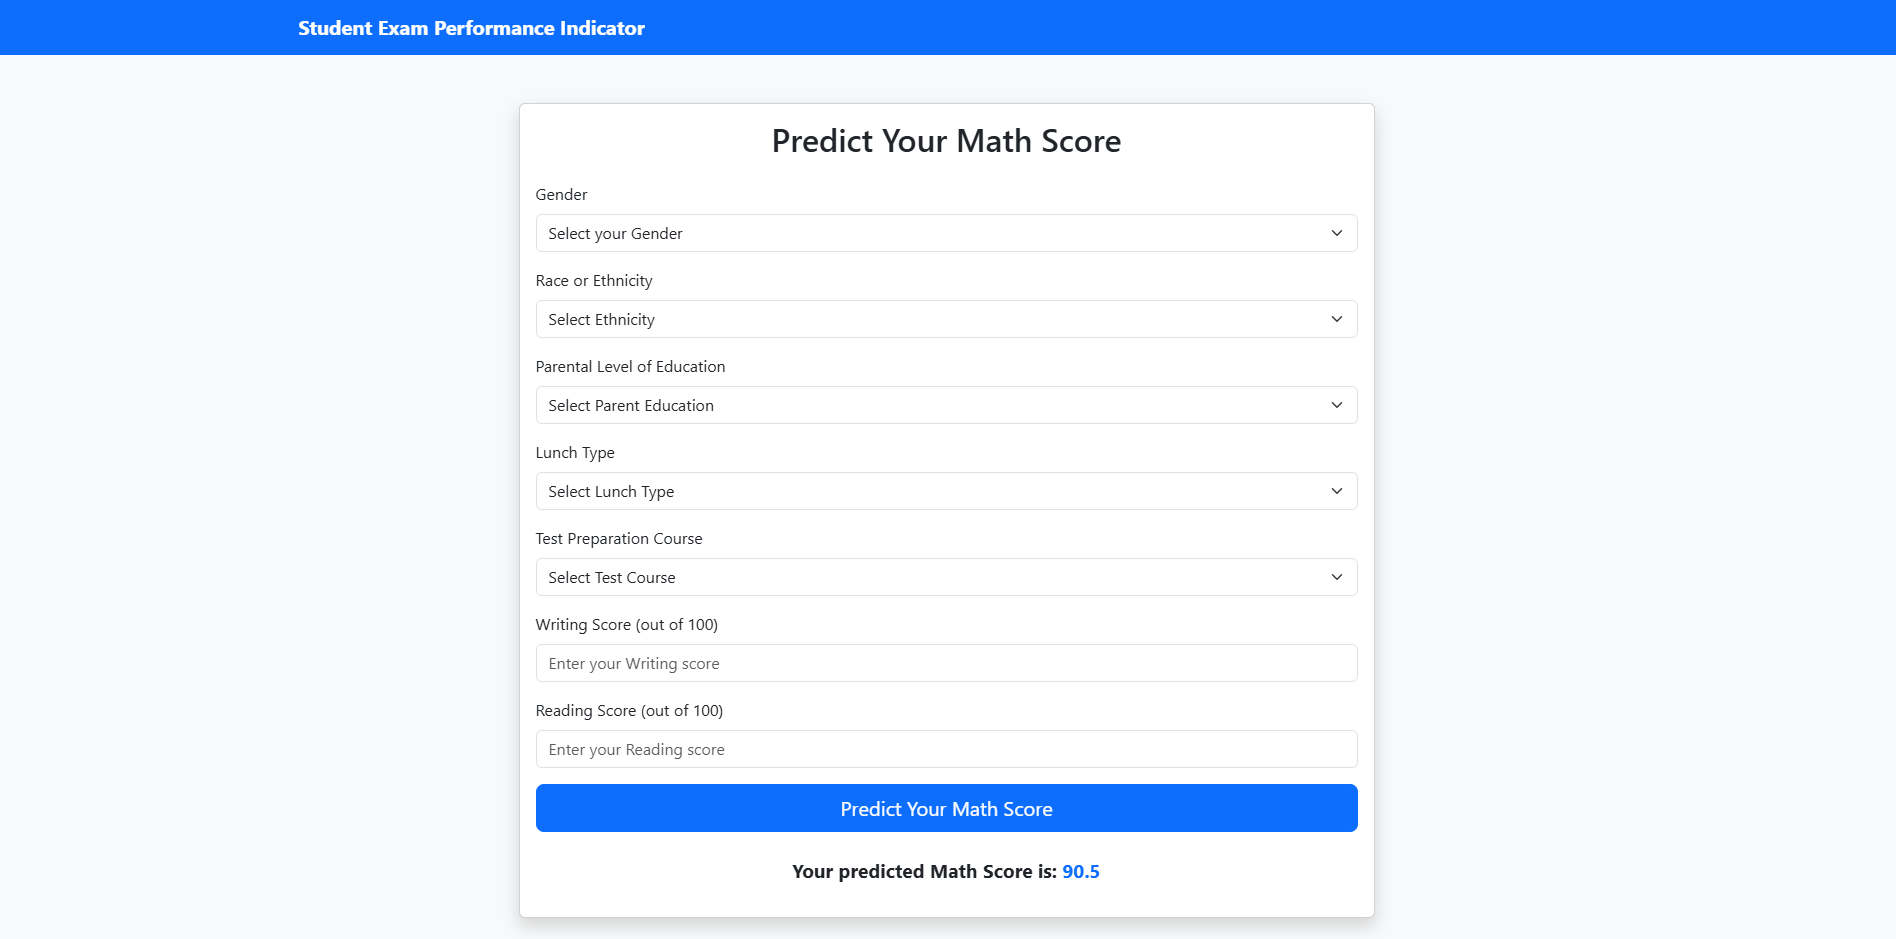 Student Exam Performance Indicator
Predict Your Math Score
Gender
Select your Gender
Race or Ethnicity
Select Ethnicity
Parental Level of Education
Select Parent Education
Lunch Type
Select Lunch Type
Test Preparation Course
Select Test Course
Writing Score (out of 100)
Enter your Writing score
Reading Score (out of 100)
Enter your Reading score
Predict Your Math Score
Your predicted Math Score is: 90.5